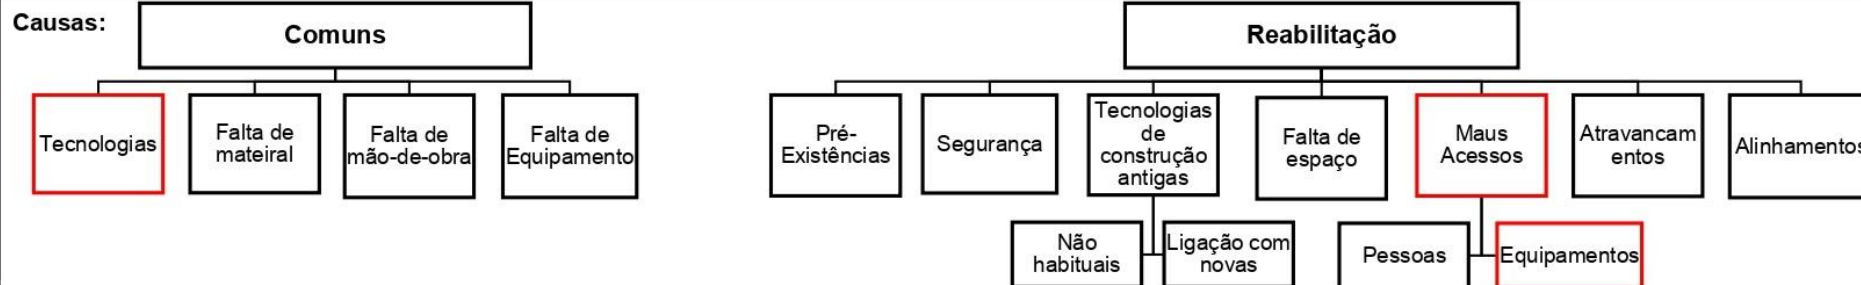 Causas:
Comuns
Reabilitação
Tecnologias
Falta de
mateiral
Falta de
mão-de-obra
Falta de
Equipamento
Pré-
Existências
Segurança
Tecnologias
de
construção
antigas
Falta de
espaço
Maus
Acessos
Atravancam
entos
Alinhamentos
Não
habituais
Ligação com
novas
Pessoas
Equipamentos